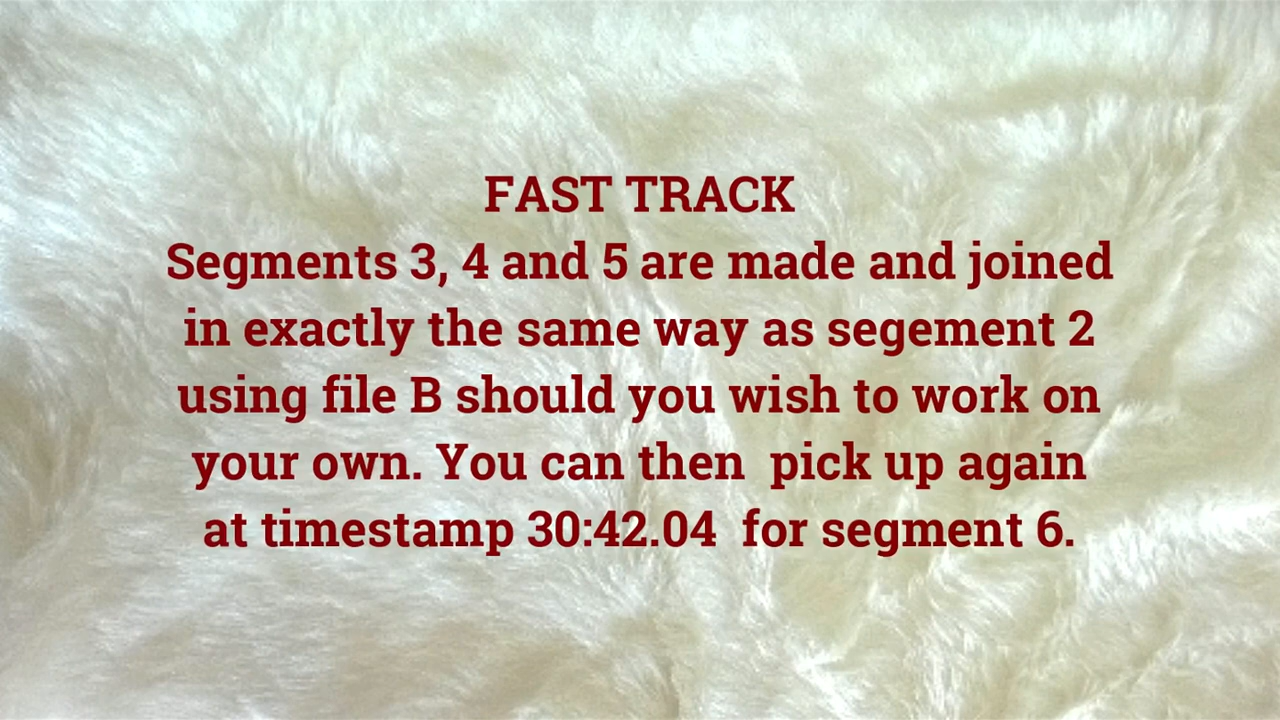 FAST TRACK
Segments 3, 4 and 5 are made and joined
in exactly the same way as segement 2
using file B should you wish to work on
your own. You can then  pick up again
at timestamp 30:42.04  for segment 6.